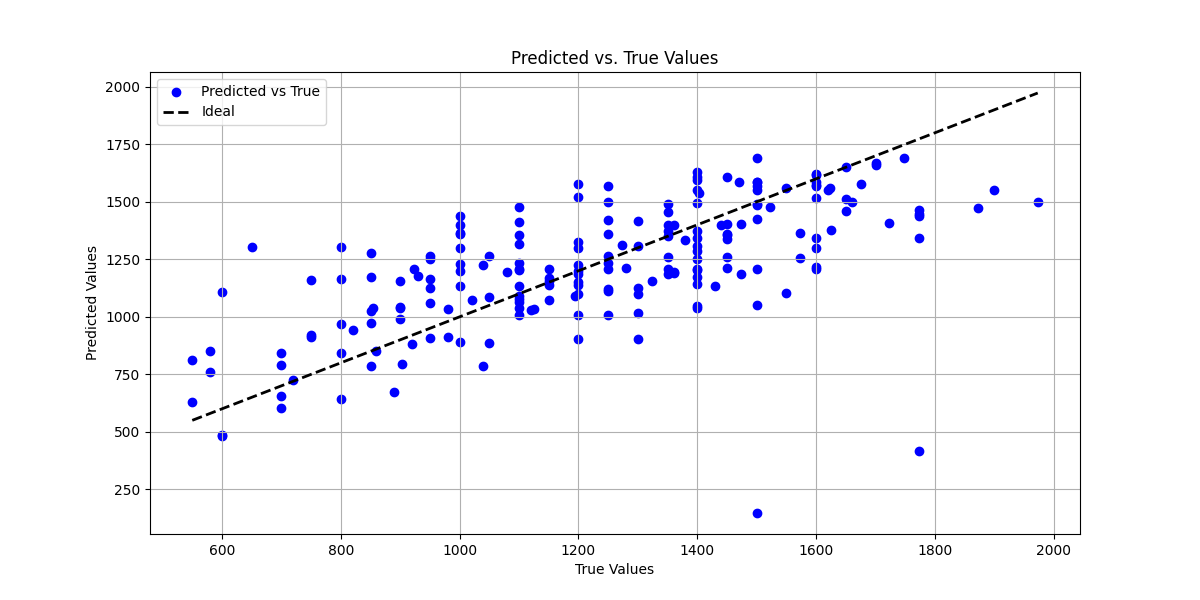 Predicted vs. True Values
Predicted vs True
Ideal
2000
1750
1500
1250
1000
750
500
250
Predicted Values
600 800 1000 1200 1400 1600 1800 2000
True Values